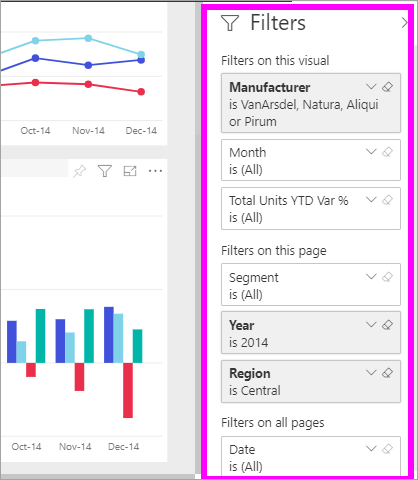 Filters
Filters on this visual
Manufacturer
is VanArsdel, Natura, Aliqui
or Pirum
Month
is (All)
Total Units YTD Var %
is (All)
Filters on this page
Segment
is (All)
Year
is 2014
Region
is Central
Filters on all pages
Date
is (All)
Oct-14 Nov-14 Dec-14
Oct-14 Nov-14 Dec-14